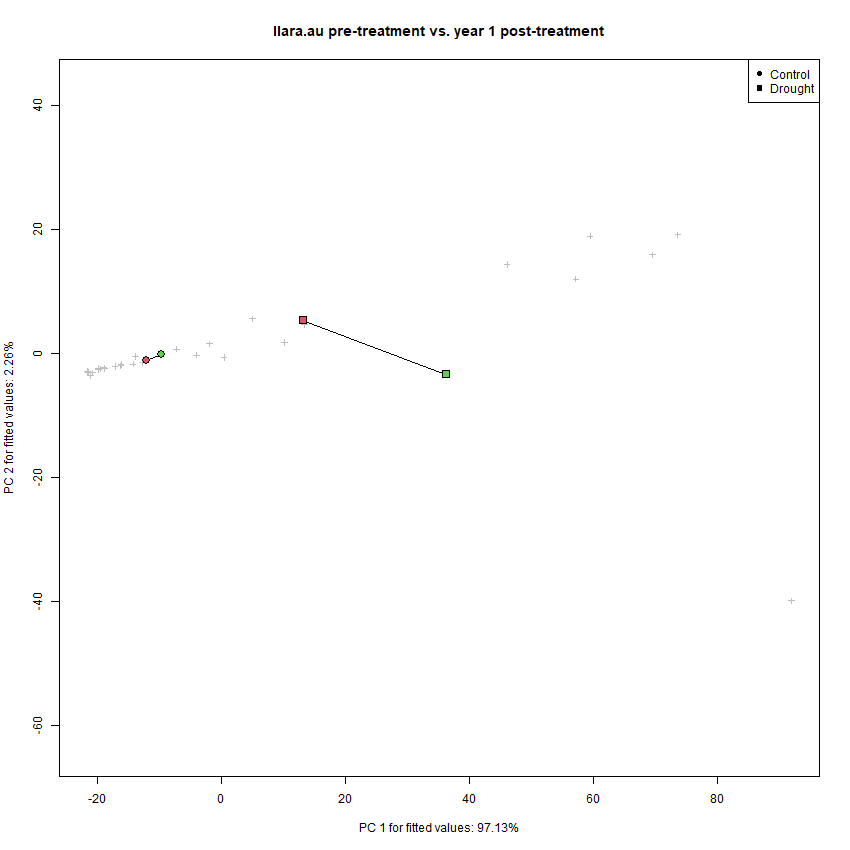 llara.au pre-treatment vs. year 1 post-treatment
Control
Drought
40
20
0
-20
-40
-60
PC 2 for fitted values: 2.26%
-20
0
20
40
60
80
PC 1 for fitted values: 97.13%